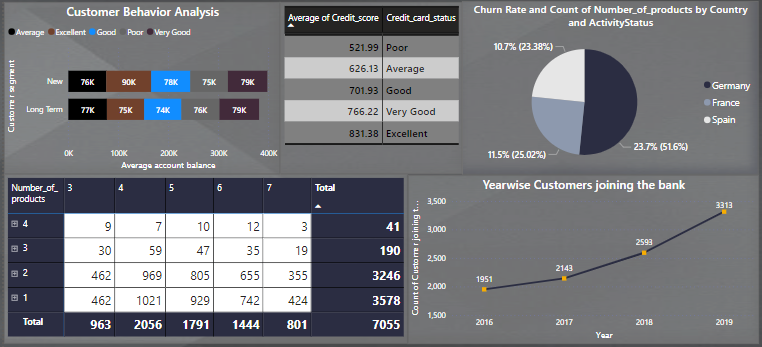 Customer Behavior Analysis
Average Excellent Good Poor Very Good
Customer segment
New 76K 90K 78K 75K 79K
Long Term 77K 75K 74K 76K 79K
0K 100K 200K 300K 400K
Average account balance
Average of Credit_score Credit_card_status
521.99 Poor
626.13 Average
701.93 Good
766.22 Very Good
831.38 Excellent
Churn Rate and Count of Number_of_products by Country
and ActivityStatus
10.7% (23.38%)
11.5% (25.02%)
23.7% (51.6%)
Germany
France
Spain
Number_of_
products 3 4 5 6 7 Total
4 9 7 10 12 3 41
3 30 59 47 35 19 190
2 462 969 805 655 355 3246
1 462 1021 929 742 424 3578
Total 963 2056 1791 1444 801 7055
Yearwise Customers joining the bank
Count of Customer joining t...
3,500
3,000
2,500
2,000
1,500
1951
2143
2593
3313
2016 2017 2018 2019
Year